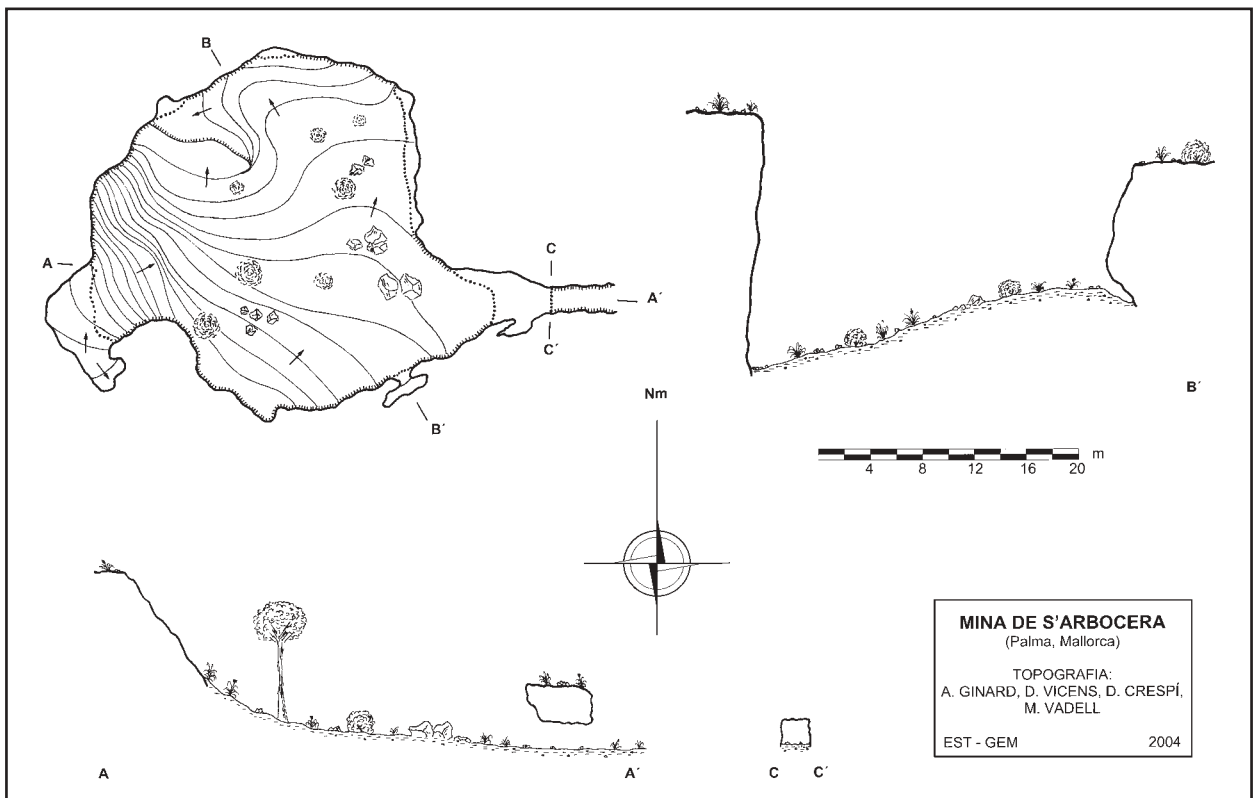 B
A
C
A´
C´
B´
B´
Nm
4 8 12 16 20 m
A A´
C C´
MINA DE S'ARBOCERA
(Palma, Mallorca)
TOPOGRAFIA:
A. GINARD, D. VICENS, D. CRESPÍ,
M. VADELL
EST - GEM 2004